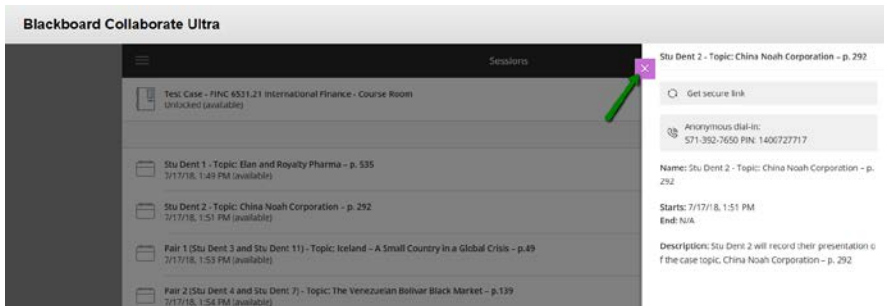 Blackboard Collaborate Ultra
Sessions
Test Case - FINC 6531.21 International Finance - Course Room
Unlocked (available)
Stu Dent 1 - Topic: Elan and Royalty Pharma – p. 535
7/17/18, 1:49 PM (available)
Stu Dent 2 - Topic: China Noah Corporation – p. 292
7/17/18, 1:51 PM (available)
Pair 1 (Stu Dent 3 and Stu Dent 11) - Topic: Iceland – A Small Country in a Global Crisis – p.49
7/17/18, 1:53 PM (available)
Pair 2 (Stu Dent 4 and Stu Dent 7) - Topic: The Venezuelan Bolivar Black Market – p.139
7/17/18, 1:54 PM (available)
Stu Dent 2 - Topic: China Noah Corporation – p. 292
Get secure link
Anonymous dial-in:
571-392-7650 PIN: 1400727717
Name: Stu Dent 2 - Topic: China Noah Corporation – p.
292
Starts: 7/17/18, 1:51 PM
End: N/A
Description: Stu Dent 2 will record their presentation o
f the case topic, China Noah Corporation – p. 292